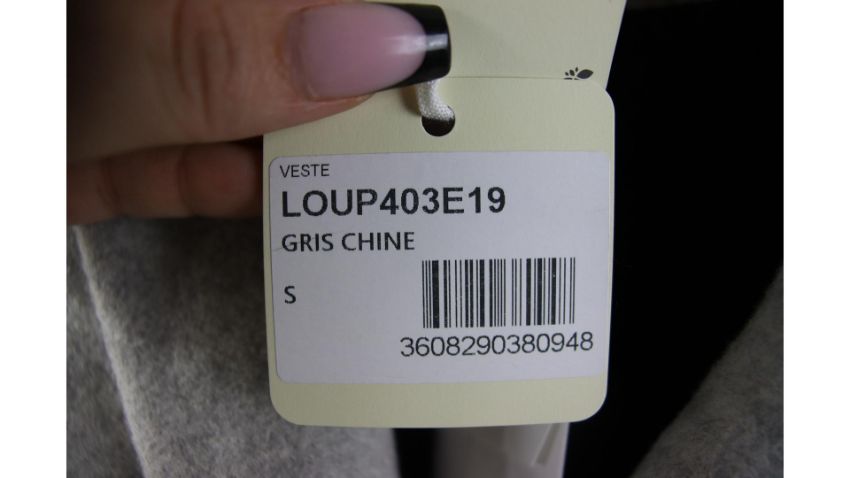 VESTE
LOUP403E19
GRIS CHINE
S
3608290380948